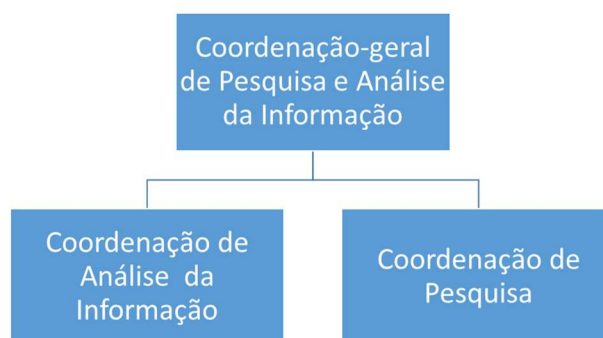 Coordenação-geral
de Pesquisa e Análise
da Informação
Coordenação de
Análise da
Informação
Coordenação de
Pesquisa